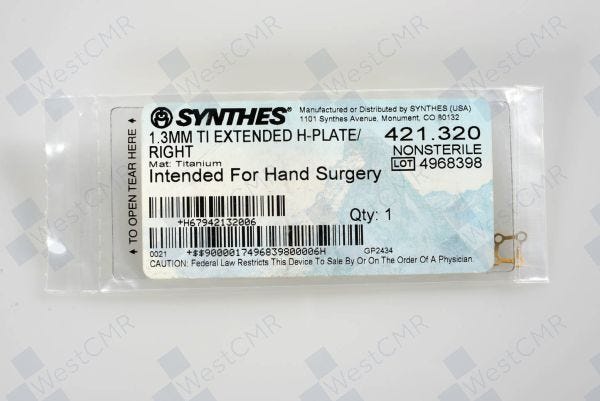 WestCMR
SYNTHES®
Manufactured or Distributed by SYNTHES (USA)
1101 Synthes Avenue, Monument, CO 80132
1.3MM TI EXTENDED H-PLATE/
RIGHT
421.320
NONSTERILE
LOT 4968398
Mat: Titanium
Intended For Hand Surgery
Qty: 1
*H67942132006
0021
*$$9000017496839800006H
GP2434
CAUTION: Federal Law Restricts This Device To Sale By Or On The Order Of A Physician.
TO OPEN TEAR HERE